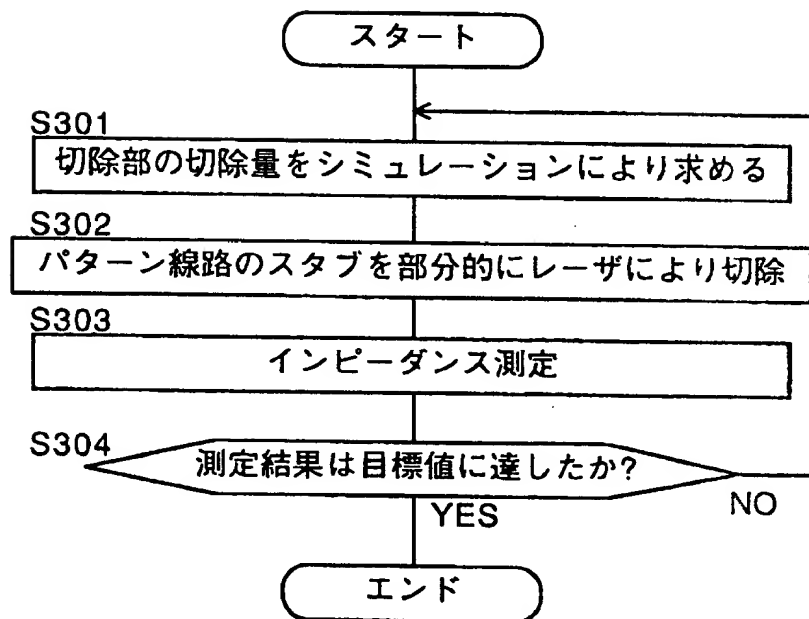 スタート
S301
切除部の切除量をシミュレーションにより求める
S302
パターン線路のスタブを部分的にレーザにより切除
S303
インピーダンス測定
S304
測定結果は目標値に達したか?
YES
NO
エンド